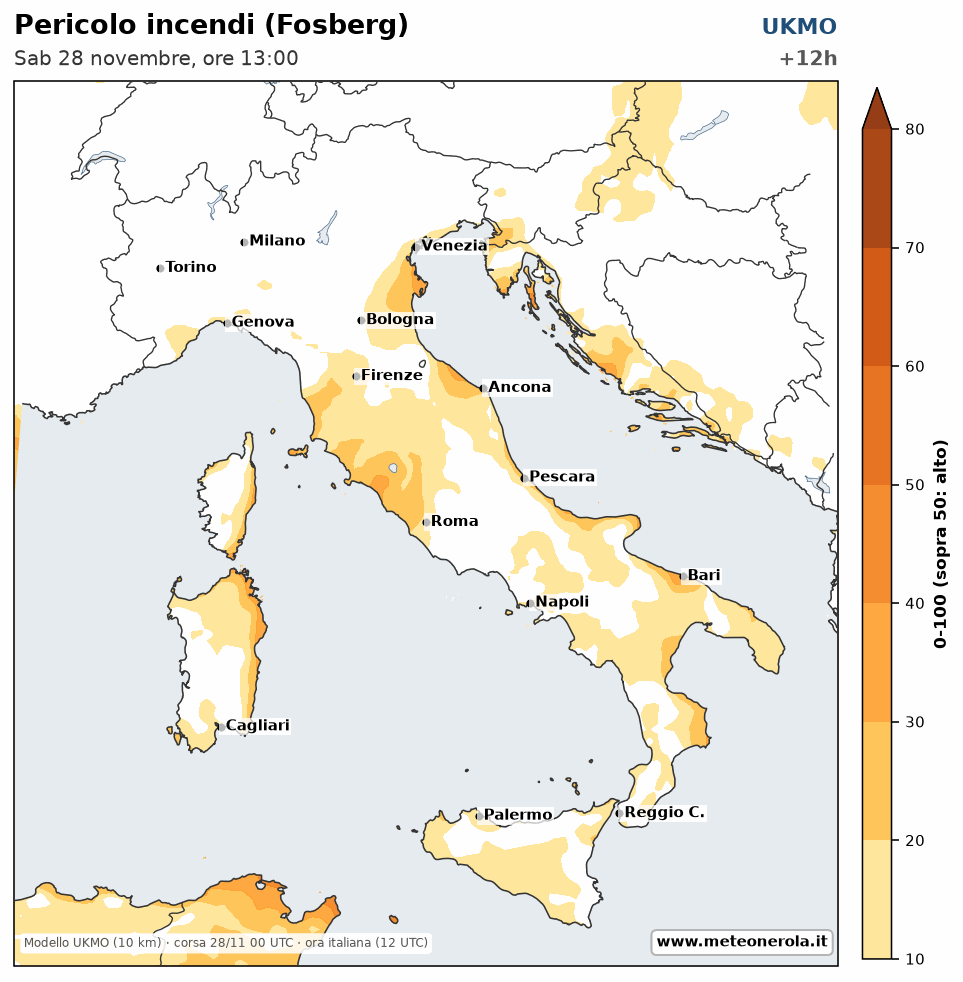 Pericolo incendi (Fosberg)
UKMO
Sab 28 novembre, ore 13:00
+12h
80
70
60
50
40
30
20
10
0-100 (sopra 50: alto)
Milano
Venezia
Torino
Genova
Bologna
Firenze
Ancona
Pescara
Roma
Bari
Napoli
Cagliari
Palermo
Reggio C.
Modello UKMO (10 km) · corsa 28/11 00 UTC · ora italiana (12 UTC)
www.meteonerola.it